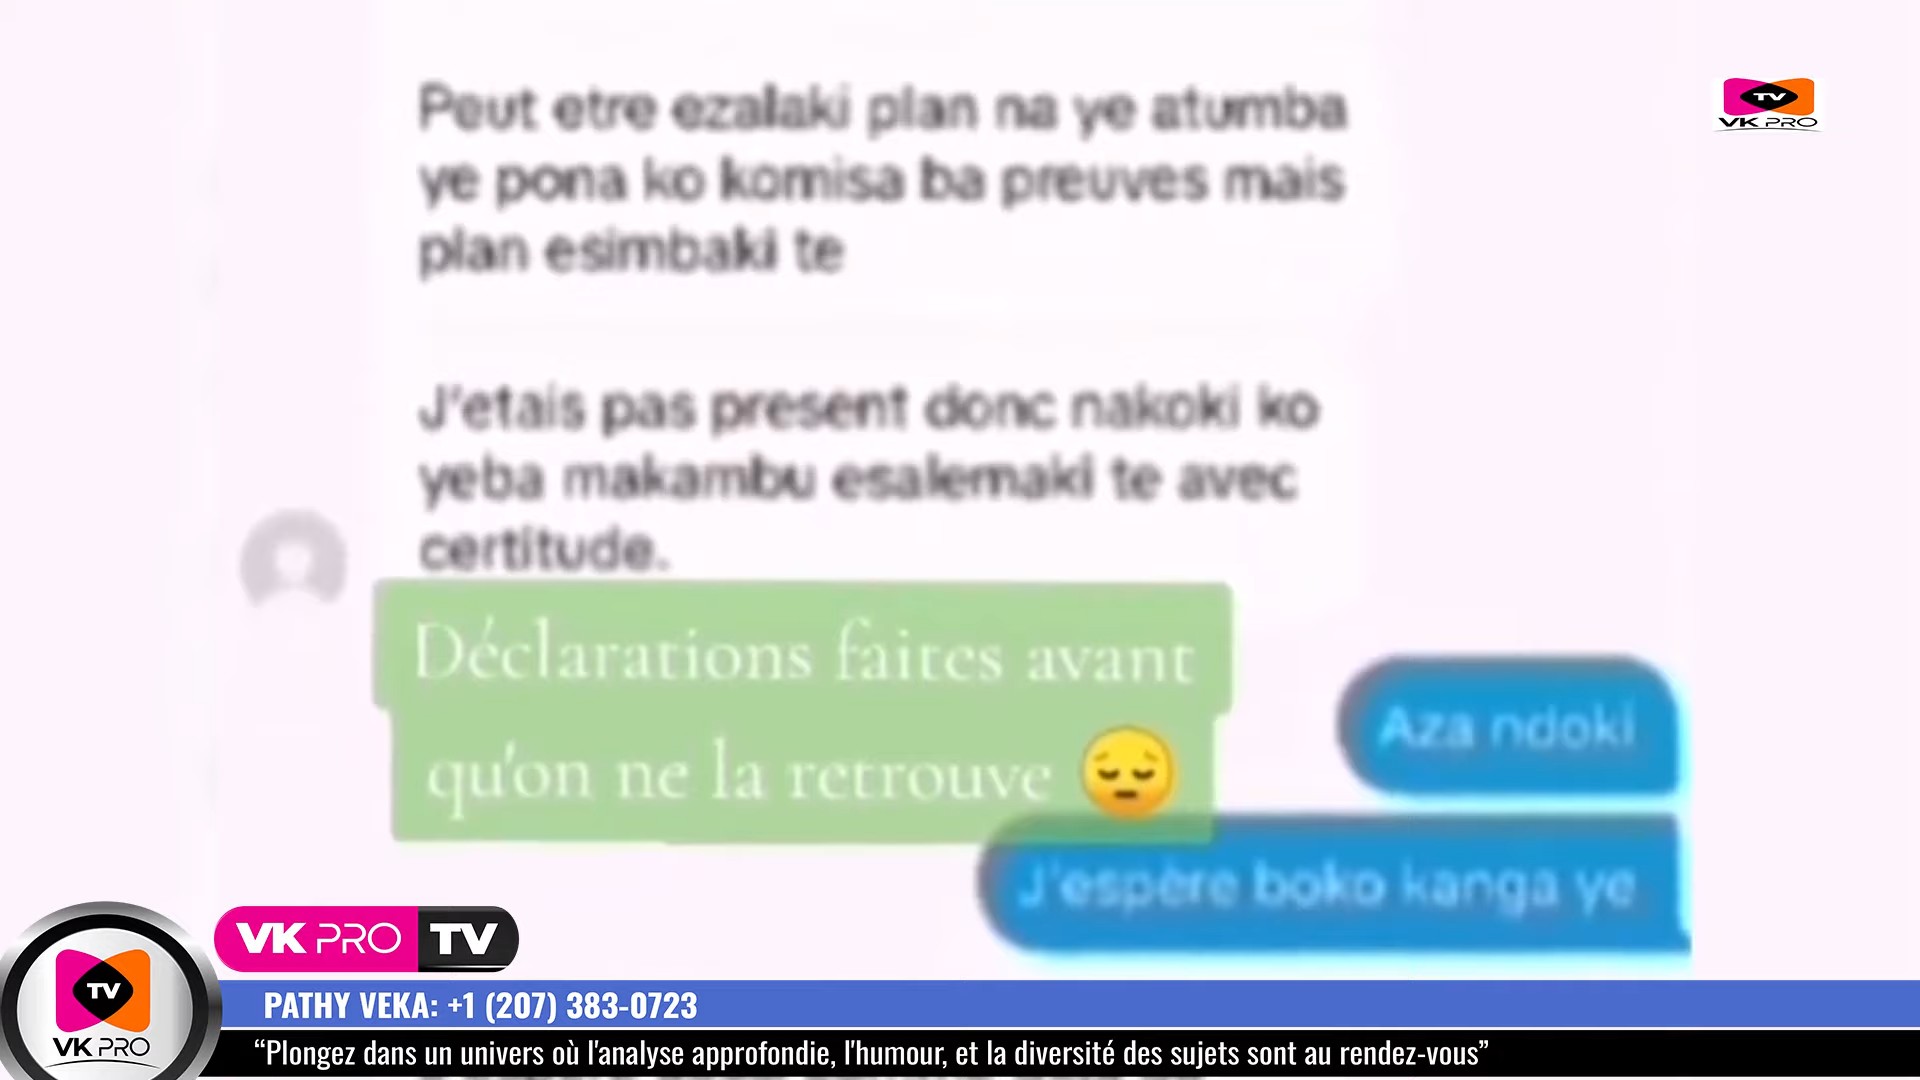 Peut etre ezalaki plan na ye atumba
ye pona ko komisa ba preuves mais
plan esimbaki te
TV
VK PRO
J'etais pas present donc nakoki ko
yeba makambu esalemaki te avec
certitude.
Déclarations faites avant
qu'on ne la retrouve 😔
Aza ndoki
J'espère boko kanga ye
VK PRO TV
TV
VK PRO
PATHY VEKA: +1 (207) 383-0723
“Plongez dans un univers où l'analyse approfondie, l'humour, et la diversité des sujets sont au rendez-vous”